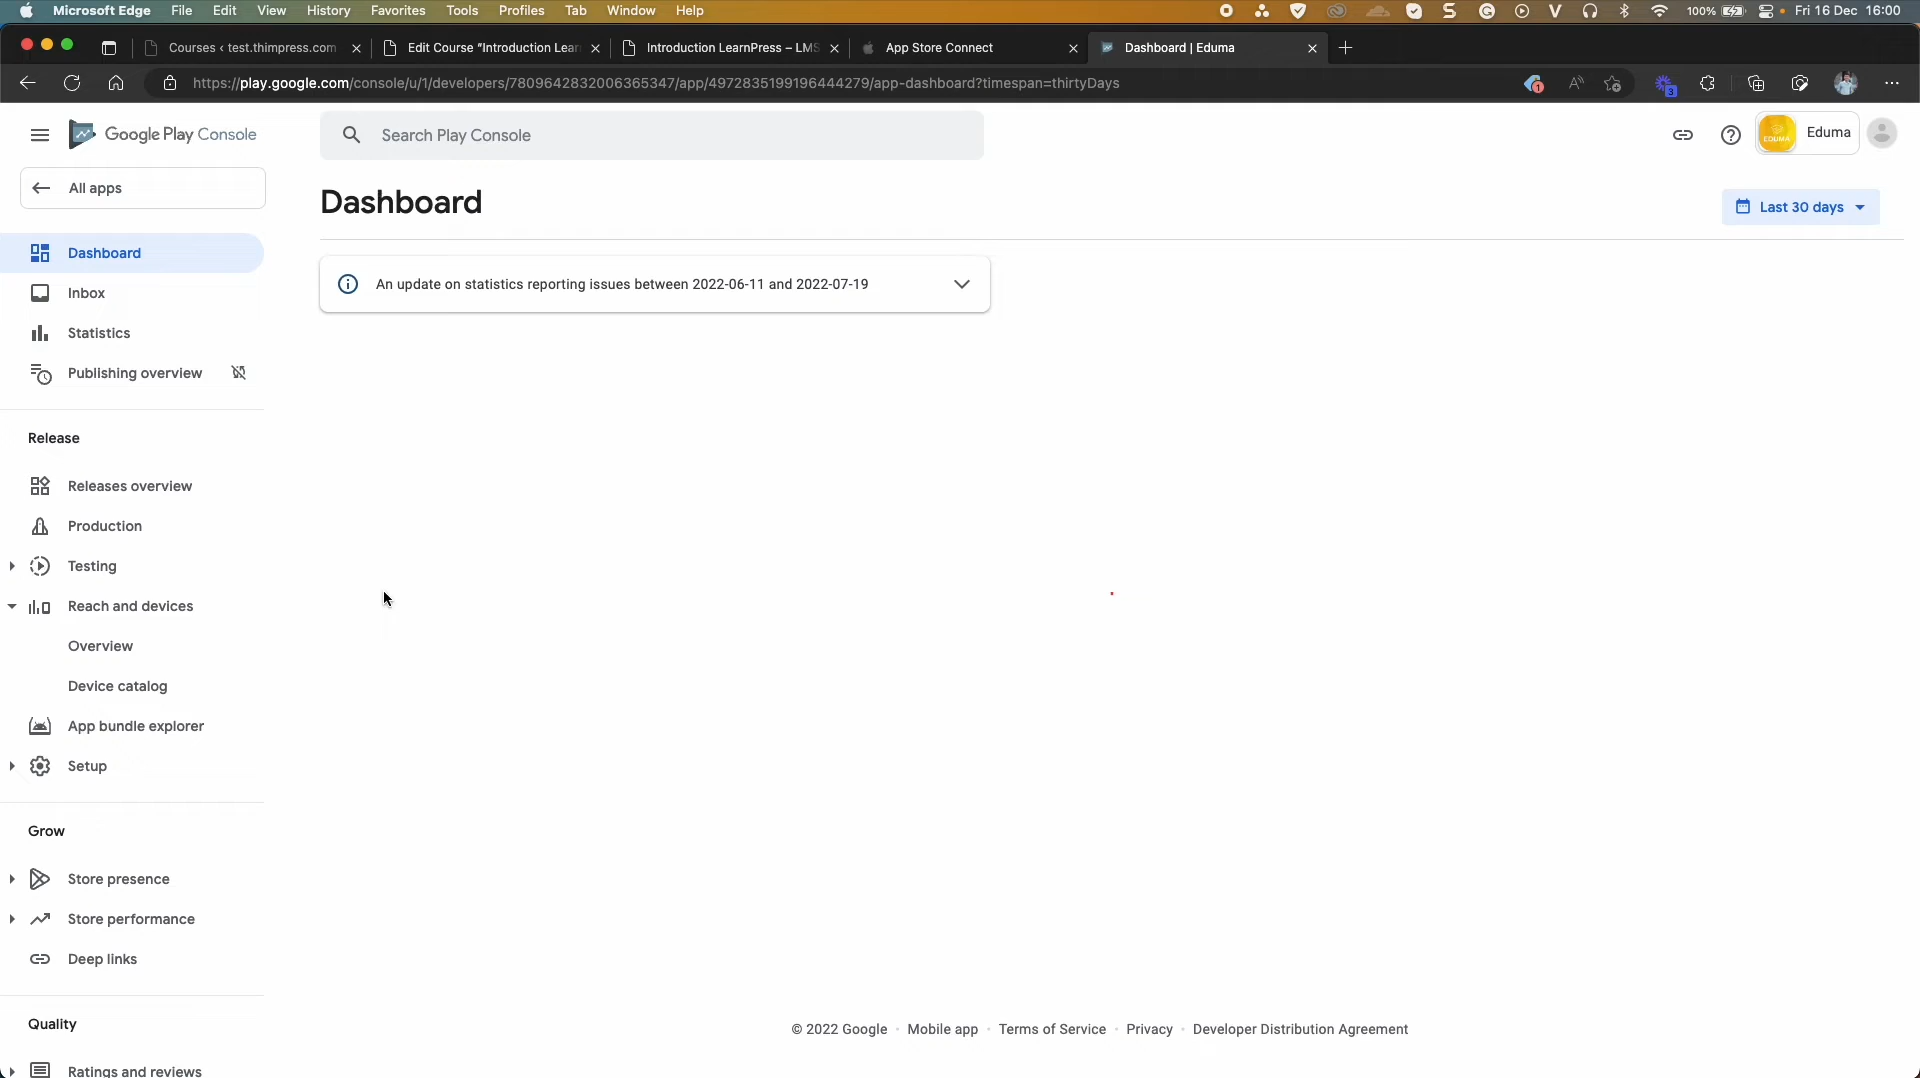 Microsoft Edge File Edit View History Favorites Tools Profiles Tab Window Help 100% Fri 16 Dec 16:00
Courses ‹ test.thimpress.com Edit Course “Introduction Lear Introduction LearnPress – LMS App Store Connect Dashboard | Eduma
https://play.google.com/console/u/1/developers/7809642832006365347/app/4972835199196444279/app-dashboard?timespan=thirtyDays 1 3
Google Play Console
Search Play Console
EDUMA
Eduma
All apps
Dashboard
Last 30 days
Dashboard
An update on statistics reporting issues between 2022-06-11 and 2022-07-19
Inbox
Statistics
Publishing overview
Release
Releases overview
Production
Testing
Reach and devices
Overview
Device catalog
App bundle explorer
Setup
Grow
Store presence
Store performance
Deep links
Quality
Ratings and reviews
© 2022 Google · Mobile app · Terms of Service · Privacy · Developer Distribution Agreement